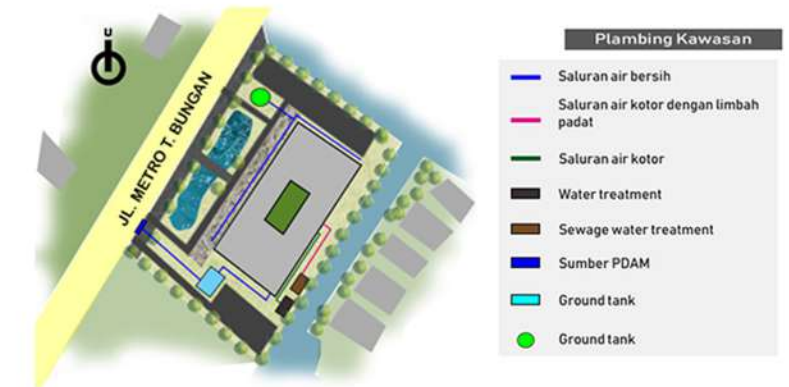 U
JL. METRO T. BUNGAN
Plambing Kawasan
Saluran air bersih
Saluran air kotor dengan limbah
padat
Saluran air kotor
Water treatment
Sewage water treatment
Sumber PDAM
Ground tank
Ground tank